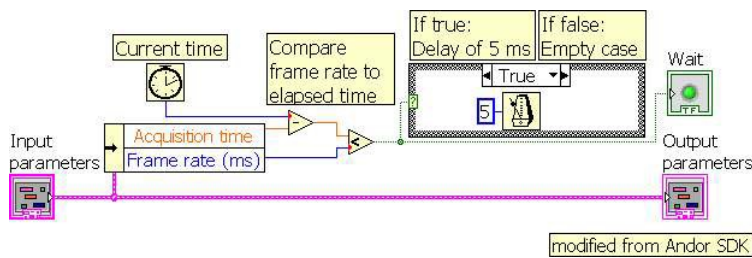 Current time
Compare
frame rate to
elapsed time
If true:
Delay of 5 ms
If false:
Empty case
True
5
?
Wait
TF
Input
parameters
Acquisition time
Frame rate (ms)
-
<
Output
parameters
modified from Andor SDK